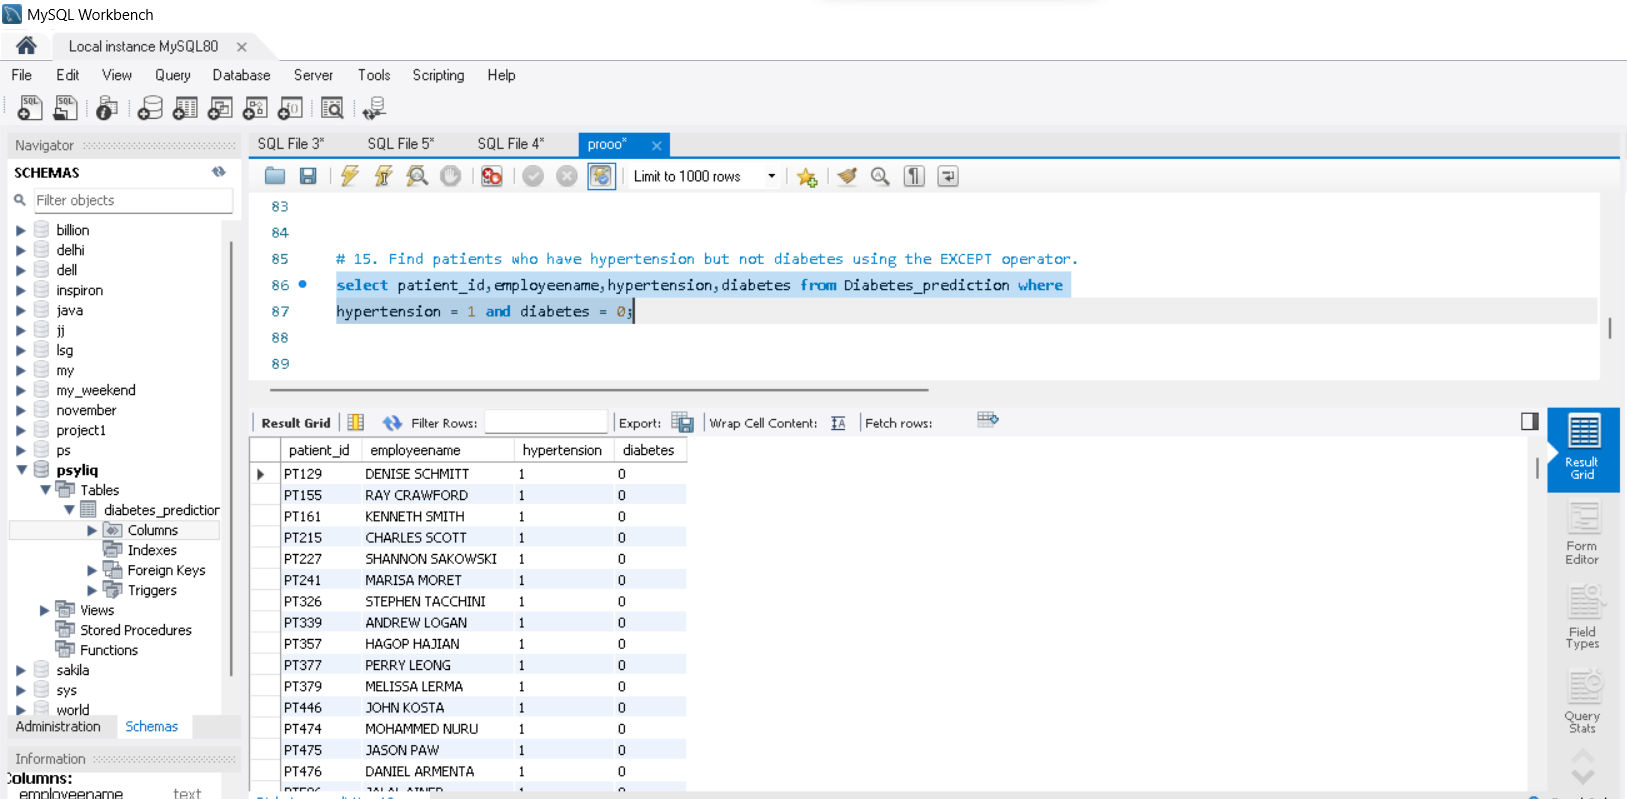 MySQL Workbench
Local instance MySQL80
File Edit View Query Database Server Tools Scripting Help
Navigator
SCHEMAS
Filter objects
billion
delhi
dell
inspiron
java
jj
lsg
my
my_weekend
november
project1
ps
psyliq
Tables
diabetes_prediction
Columns
Indexes
Foreign Keys
Triggers
Views
Stored Procedures
Functions
sakila
sys
world
Administration Schemas
Information
Columns:
employeename text
SQL File 3* SQL File 5* SQL File 4* prooo*
Limit to 1000 rows
83
84
85 # 15. Find patients who have hypertension but not diabetes using the EXCEPT operator.
86 select patient_id,employeename,hypertension,diabetes from Diabetes_prediction where
87 hypertension = 1 and diabetes = 0;
88
89
Result Grid Filter Rows: Export: Wrap Cell Content: Fetch rows:
patient_id employeename hypertension diabetes
PT129 DENISE SCHMITT 1 0
PT155 RAY CRAWFORD 1 0
PT161 KENNETH SMITH 1 0
PT215 CHARLES SCOTT 1 0
PT227 SHANNON SAKOWSKI 1 0
PT241 MARISA MORET 1 0
PT326 STEPHEN TACCHINI 1 0
PT339 ANDREW LOGAN 1 0
PT357 HAGOP HAJIAN 1 0
PT377 PERRY LEONG 1 0
PT379 MELISSA LERMA 1 0
PT446 JOHN KOSTA 1 0
PT474 MOHAMMED NURU 1 0
PT475 JASON PAW 1 0
PT476 DANIEL ARMENTA 1 0
Result
Grid
Form
Editor
Field
Types
Query
Stats